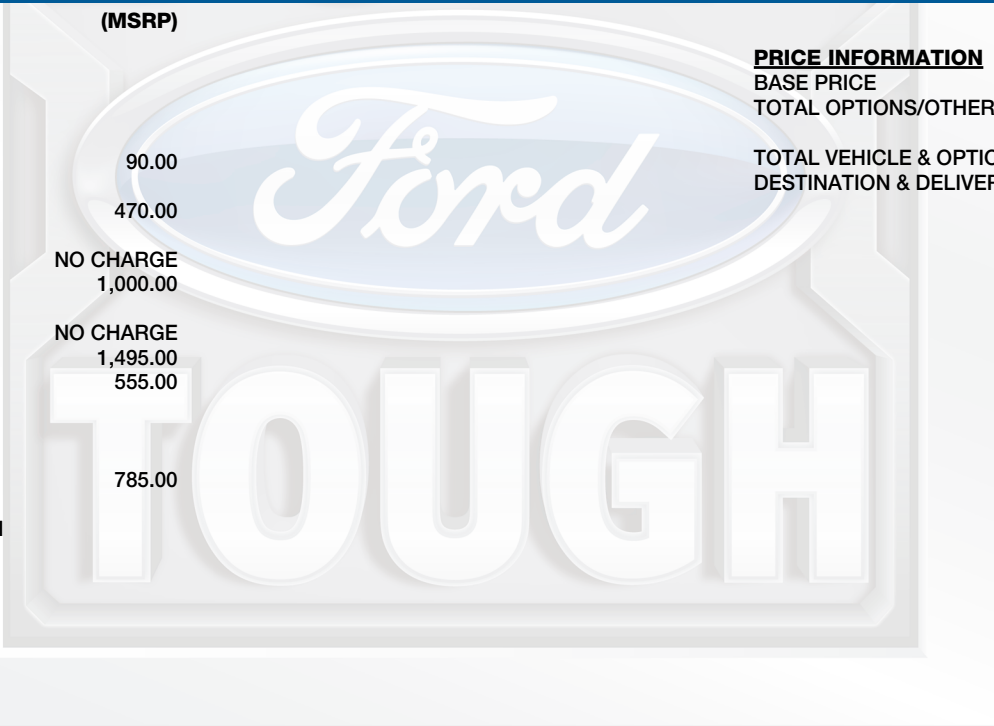 (MSRP)
90.00
470.00
NO CHARGE
1,000.00
NO CHARGE
1,495.00
555.00
785.00
PRICE INFORMATION
BASE PRICE
TOTAL OPTIONS/OTHER
TOTAL VEHICLE & OPTIO
DESTINATION & DELIVER
Ford
TOUGH